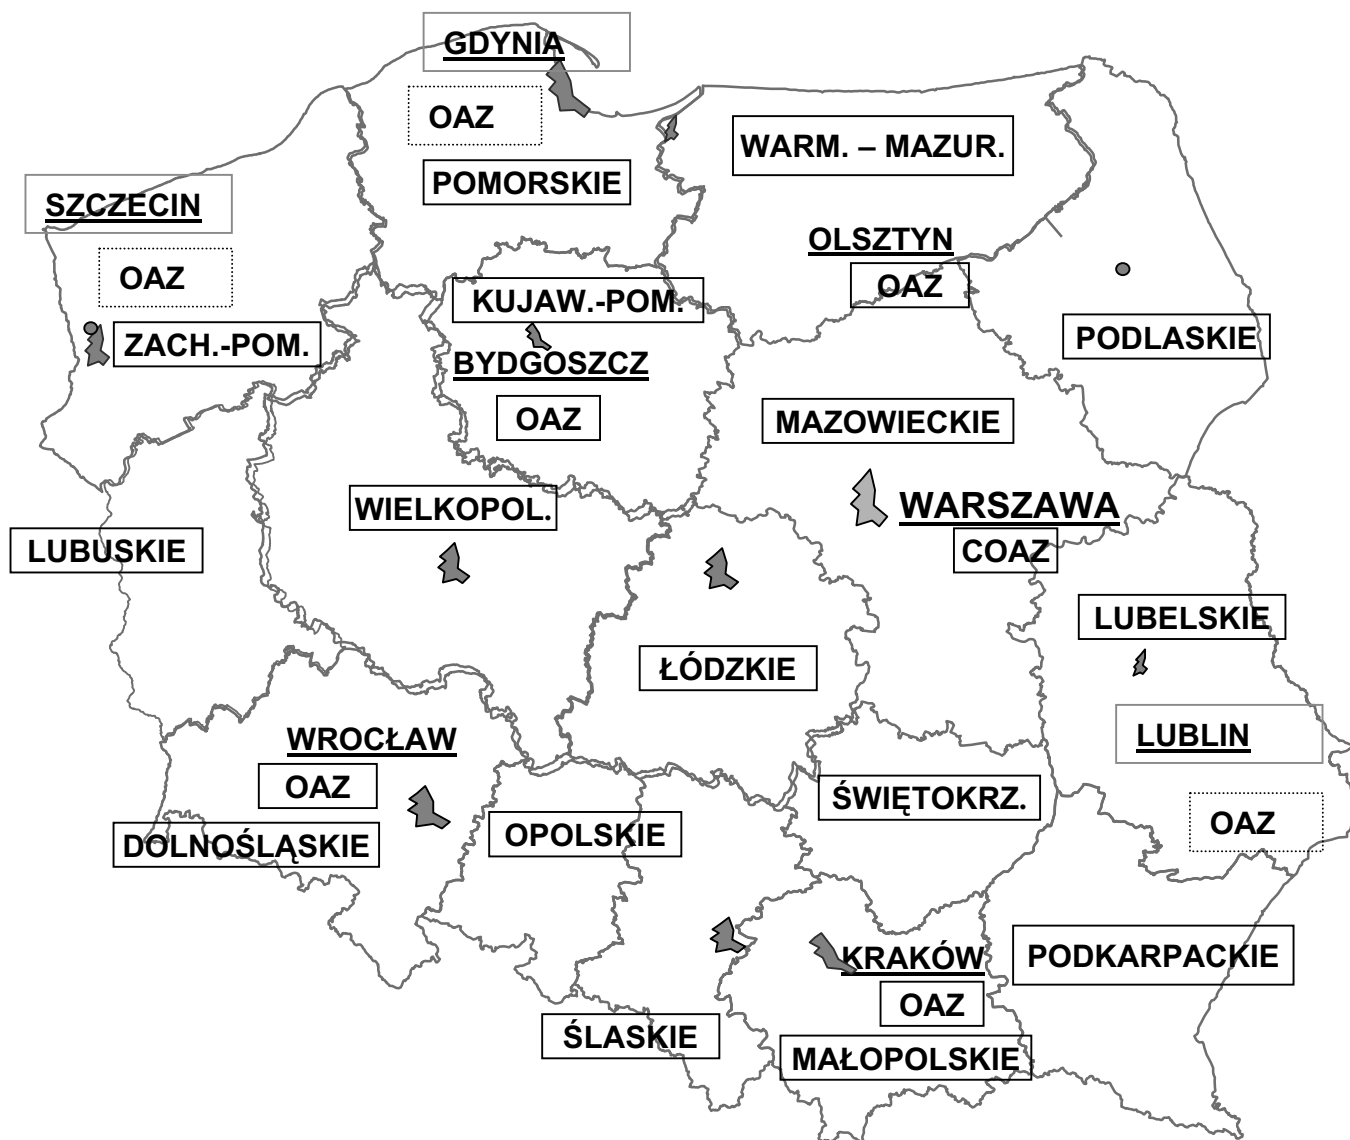 GDYNIA
OAZ
POMORSKIE
WARM. – MAZUR.
SZCZECIN
OAZ
ZACH.-POM.
OLSZTYN
OAZ
KUJAW.-POM.
BYDGOSZCZ
OAZ
PODLASKIE
MAZOWIECKIE
WARSZAWA
COAZ
WIELKOPOL.
LUBUSKIE
LUBELSKIE
LUBLIN
OAZ
ŁÓDZKIE
WROCŁAW
OAZ
DOLNOŚLĄSKIE
OPOLSKIE
ŚWIĘTOKRZ.
KRAKÓW
OAZ
MAŁOPOLSKIE
PODKARPACKIE
ŚLASKIE